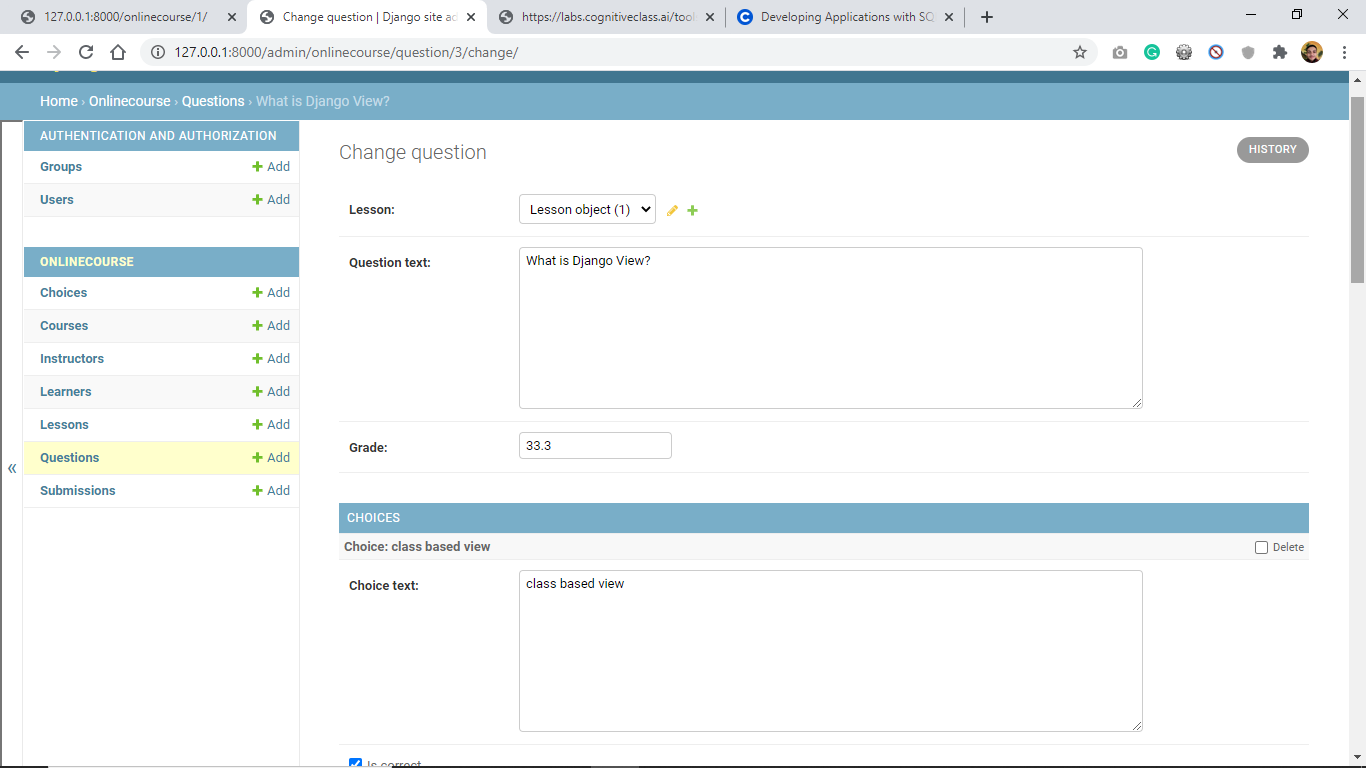 127.0.0.1:8000/onlinecourse/1/
Change question | Django site ad
https://labs.cognitiveclass.ai/tool
Developing Applications with SQ
127.0.0.1:8000/admin/onlinecourse/question/3/change/
Home › Onlinecourse › Questions › What is Django View?
AUTHENTICATION AND AUTHORIZATION
Groups + Add
Users + Add
ONLINECOURSE
Choices + Add
Courses + Add
Instructors + Add
Learners + Add
Lessons + Add
Questions + Add
Submissions + Add
«
Change question
HISTORY
Lesson: Lesson object (1)
Question text: What is Django View?
Grade: 33.3
CHOICES
Choice: class based view Delete
Choice text: class based view
Is correct